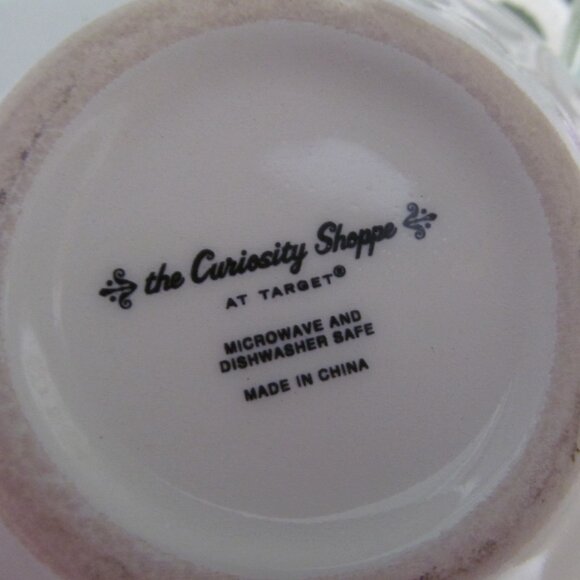 the Curiosity Shoppe
AT TARGET®
MICROWAVE AND
DISHWASHER SAFE
MADE IN CHINA